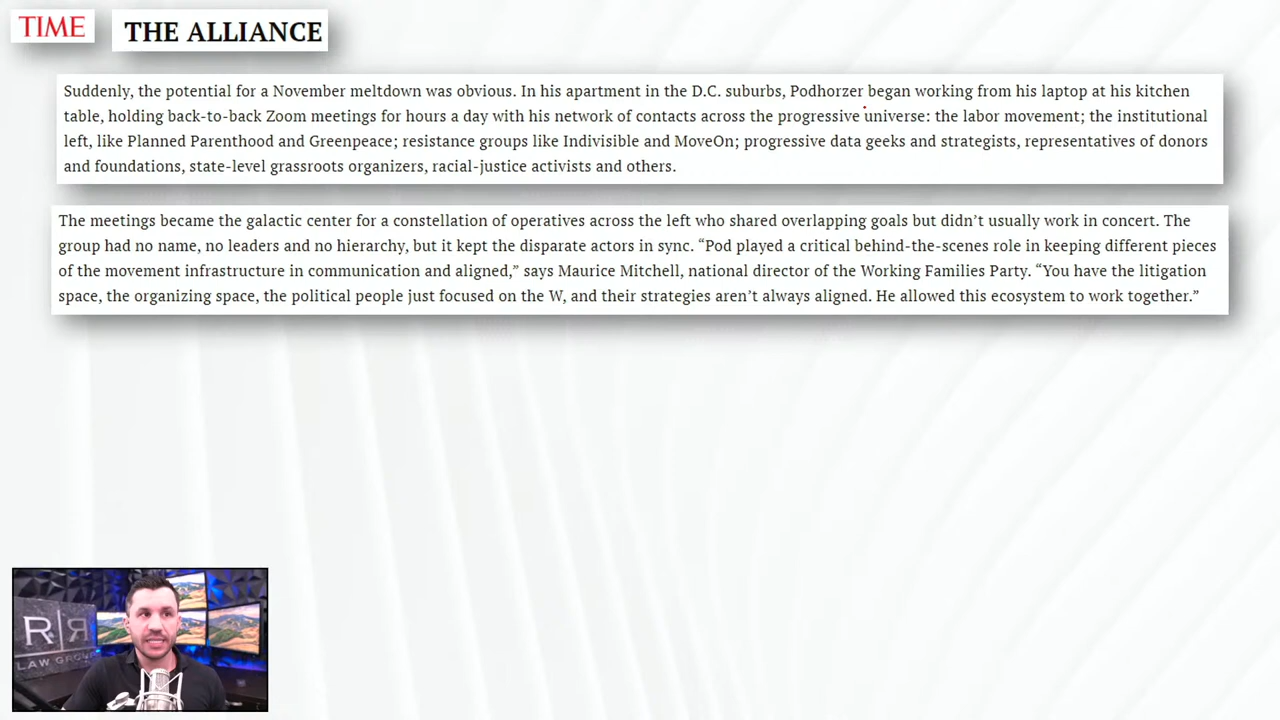 TIME
THE ALLIANCE
Suddenly, the potential for a November meltdown was obvious. In his apartment in the D.C. suburbs, Podhorzer began working from his laptop at his kitchen
table, holding back-to-back Zoom meetings for hours a day with his network of contacts across the progressive universe: the labor movement; the institutional
left, like Planned Parenthood and Greenpeace; resistance groups like Indivisible and MoveOn; progressive data geeks and strategists, representatives of donors
and foundations, state-level grassroots organizers, racial-justice activists and others.
The meetings became the galactic center for a constellation of operatives across the left who shared overlapping goals but didn’t usually work in concert. The
group had no name, no leaders and no hierarchy, but it kept the disparate actors in sync. “Pod played a critical behind-the-scenes role in keeping different pieces
of the movement infrastructure in communication and aligned,” says Maurice Mitchell, national director of the Working Families Party. “You have the litigation
space, the organizing space, the political people just focused on the W, and their strategies aren’t always aligned. He allowed this ecosystem to work together.”
R|R
LAW GROUP